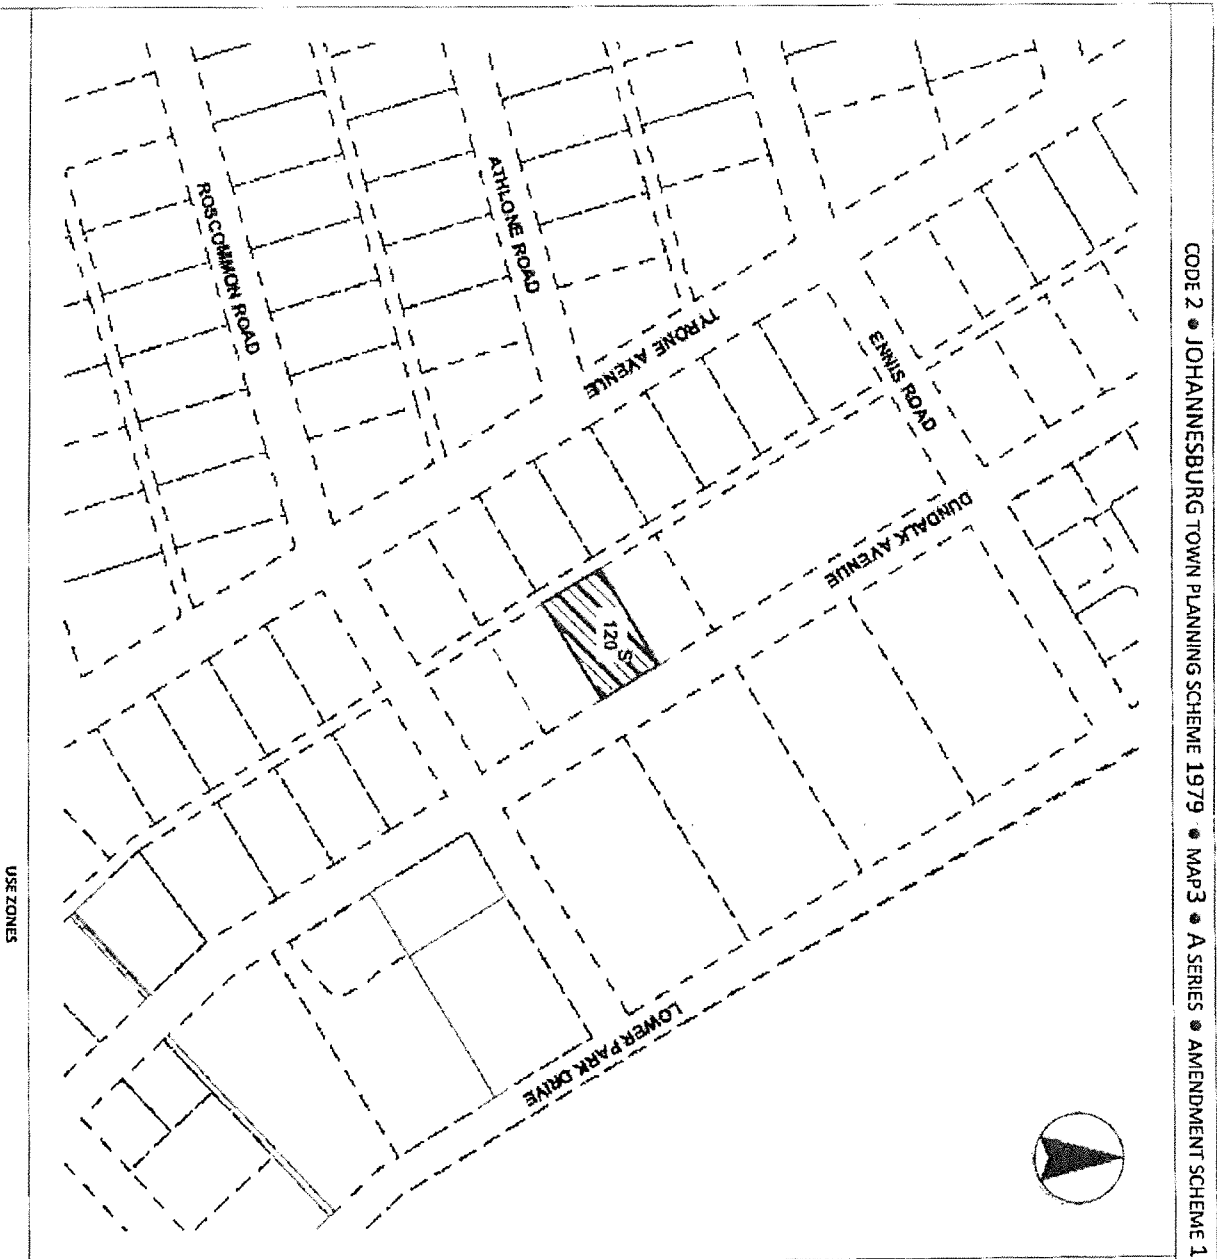 CODE 2 • JOHANNESBURG TOWN PLANNING SCHEME 1979 • MAP3 • A SERIES • AMENDMENT SCHEME 1
ROSCOMMON ROAD
ATHLONE ROAD
TYRONE AVENUE
ENNIS ROAD
DUNDALK AVENUE
120 S
LOWER PARK DRIVE
USE ZONES